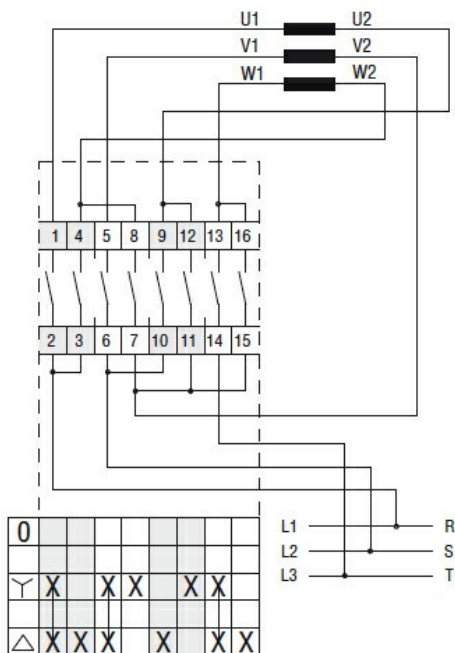 U1 U2
V1 V2
W1 W2
1 4 5 8 9 12 13 16
2 3 6 7 10 11 14 15
L1 R
L2 S
L3 T
0
Y X X X X X
△ X X X X X X